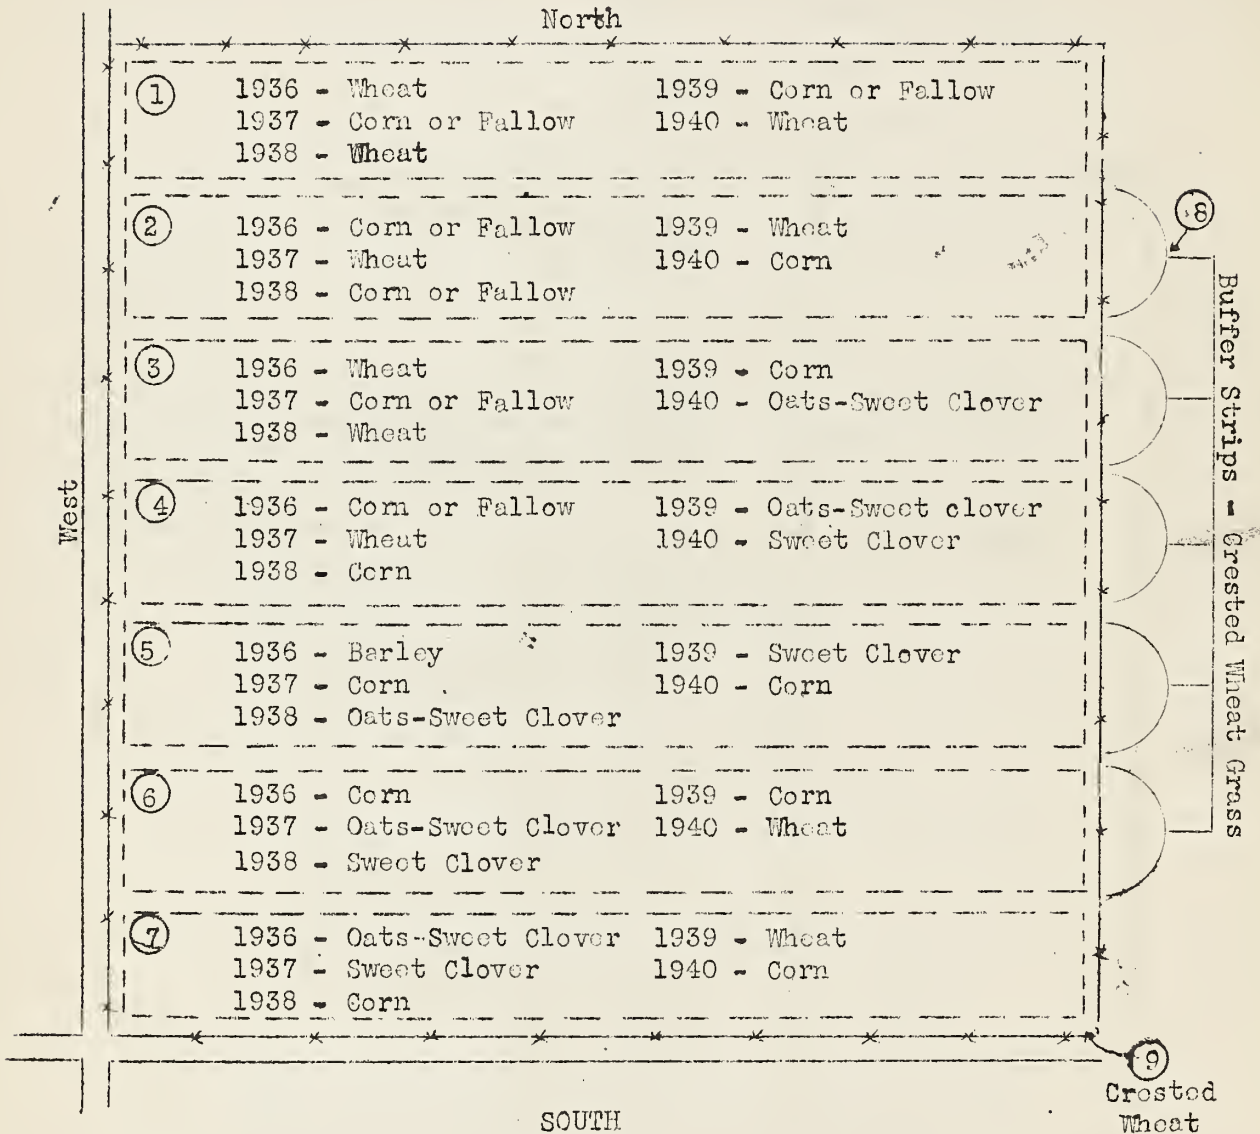 North
① 1936 - Wheat 1939 - Corn or Fallow
1937 - Corn or Fallow 1940 - Wheat
1938 - Wheat
② 1936 - Corn or Fallow 1939 - Wheat
1937 - Wheat 1940 - Corn
1938 - Corn or Fallow
③ 1936 - Wheat 1939 - Corn
1937 - Corn or Fallow 1940 - Oats-Sweet Clover
1938 - Wheat
④ 1936 - Corn or Fallow 1939 - Oats-Sweet clover
1937 - Wheat 1940 - Sweet Clover
1938 - Corn
⑤ 1936 - Barley 1939 - Sweet Clover
1937 - Corn 1940 - Corn
1938 - Oats-Sweet Clover
⑥ 1936 - Corn 1939 - Corn
1937 - Oats-Sweet Clover 1940 - Wheat
1938 - Sweet Clover
⑦ 1936 - Oats-Sweet Clover 1939 - Wheat
1937 - Sweet Clover 1940 - Corn
1938 - Corn
West
⑧
Buffer Strips - Crested Wheat Grass
⑨
Crested
Wheat
SOUTH